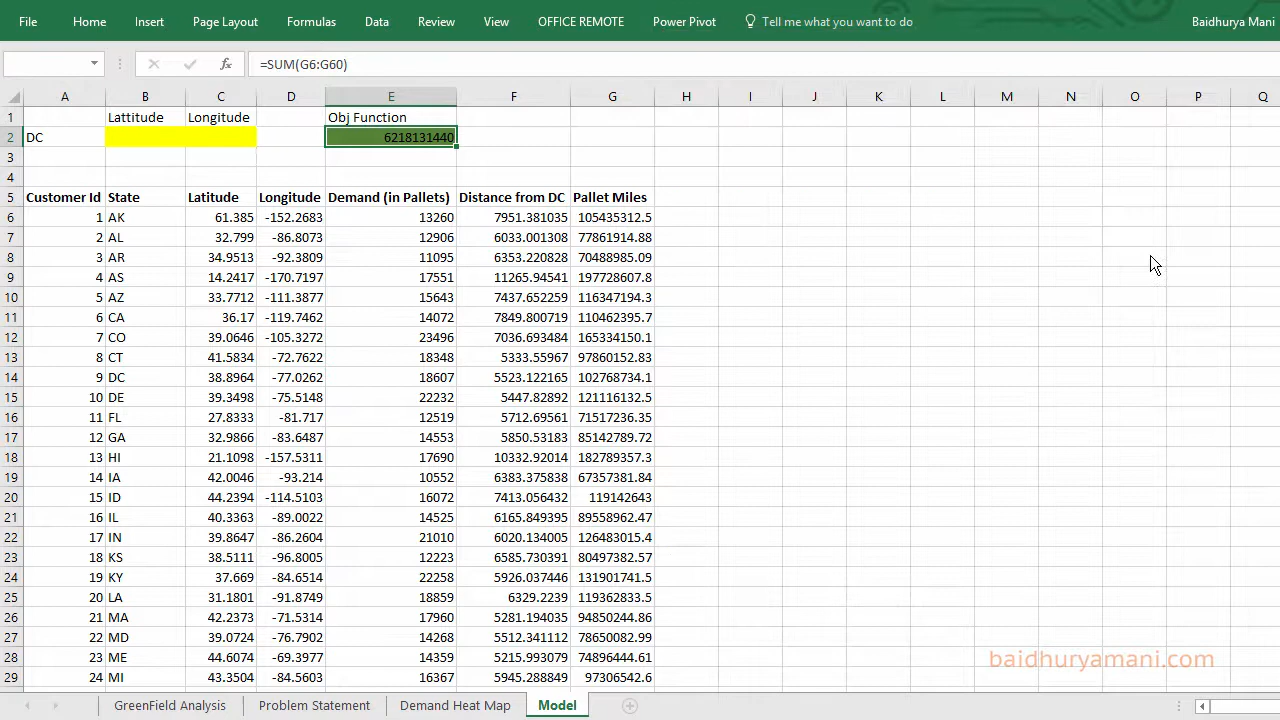 File Home Insert Page Layout Formulas Data Review View OFFICE REMOTE Power Pivot Tell me what you want to do Baidhurya Mani
fx =SUM(G6:G60)
A B C D E F G H I J K L M N O P Q
1 Lattitude Longitude Obj Function
2 DC 6218131440
3
4
5 Customer Id State Latitude Longitude Demand (in Pallets) Distance from DC Pallet Miles
6 1 AK 61.385 -152.2683 13260 7951.381035 105435312.5
7 2 AL 32.799 -86.8073 12906 6033.001308 77861914.88
8 3 AR 34.9513 -92.3809 11095 6353.220828 70488985.09
9 4 AS 14.2417 -170.7197 17551 11265.94541 197728607.8
10 5 AZ 33.7712 -111.3877 15643 7437.652259 116347194.3
11 6 CA 36.17 -119.7462 14072 7849.800719 110462395.7
12 7 CO 39.0646 -105.3272 23496 7036.693484 165334150.1
13 8 CT 41.5834 -72.7622 18348 5333.55967 97860152.83
14 9 DC 38.8964 -77.0262 18607 5523.122165 102768734.1
15 10 DE 39.3498 -75.5148 22232 5447.82892 121116132.5
16 11 FL 27.8333 -81.717 12519 5712.69561 71517236.35
17 12 GA 32.9866 -83.6487 14553 5850.53183 85142789.72
18 13 HI 21.1098 -157.5311 17690 10332.92014 182789357.3
19 14 IA 42.0046 -93.214 10552 6383.375838 67357381.84
20 15 ID 44.2394 -114.5103 16072 7413.056432 119142643
21 16 IL 40.3363 -89.0022 14525 6165.849395 89558962.47
22 17 IN 39.8647 -86.2604 21010 6020.134005 126483015.4
23 18 KS 38.5111 -96.8005 12223 6585.730391 80497382.57
24 19 KY 37.669 -84.6514 22258 5926.037446 131901741.5
25 20 LA 31.1801 -91.8749 18859 6329.2239 119362833.5
26 21 MA 42.2373 -71.5314 17960 5281.194035 94850244.86
27 22 MD 39.0724 -76.7902 14268 5512.341112 78650082.99
28 23 ME 44.6074 -69.3977 14359 5215.993079 74896444.61
29 24 MI 43.3504 -84.5603 16367 5945.288849 97306542.6
baidhuryamani.com
GreenField Analysis Problem Statement Demand Heat Map Model